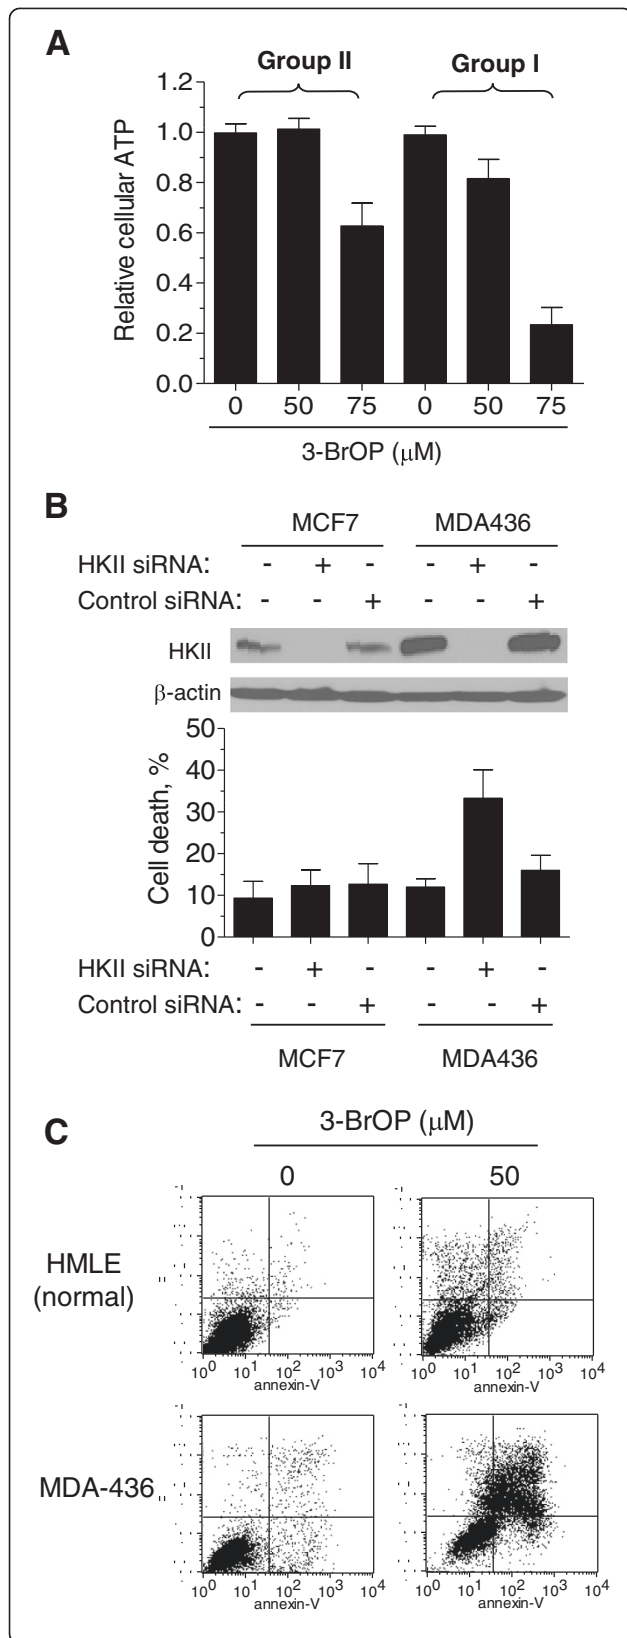 A
Group II
Group I
Relative cellular ATP
1.2
1.0
0.8
0.6
0.4
0.2
0.0
0 50 75 0 50 75
3-BrOP (μM)
B
MCF7 MDA436
HKII siRNA: - + - - + -
Control siRNA: - - + - - +
HKII
β-actin
Cell death, %
50
40
30
20
10
0
HKII siRNA: - + - - + -
Control siRNA: - - + - - +
MCF7 MDA436
C
3-BrOP (μM)
0 50
HMLE
(normal)
10⁰ 10¹ 10² 10³ 10⁴ 10⁰ 10¹ 10² 10³ 10⁴
annexin-V annexin-V
MDA-436
10⁰ 10¹ 10² 10³ 10⁴ 10⁰ 10¹ 10² 10³ 10⁴
annexin-V annexin-V